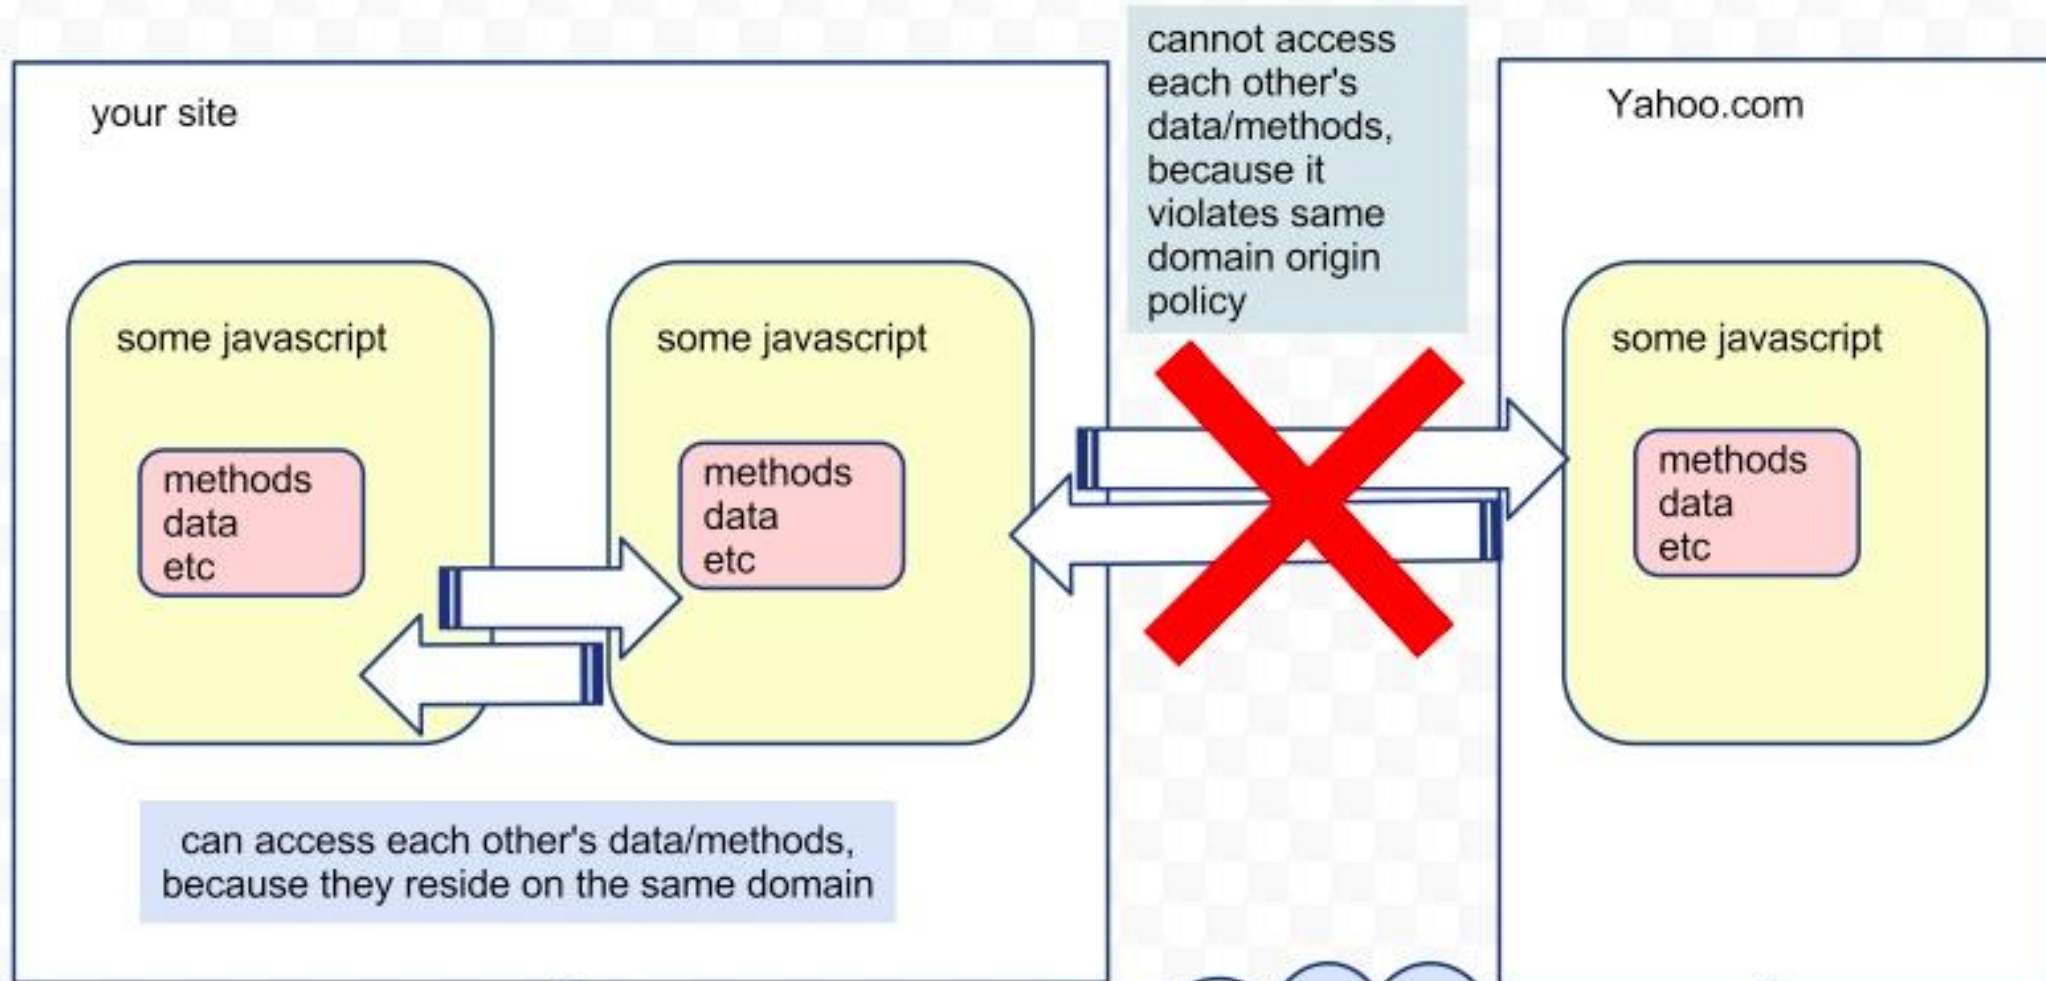 your site
some javascript
methods
data
etc
some javascript
methods
data
etc
can access each other's data/methods,
because they reside on the same domain
cannot access
each other's
data/methods,
because it
violates same
domain origin
policy
Yahoo.com
some javascript
methods
data
etc